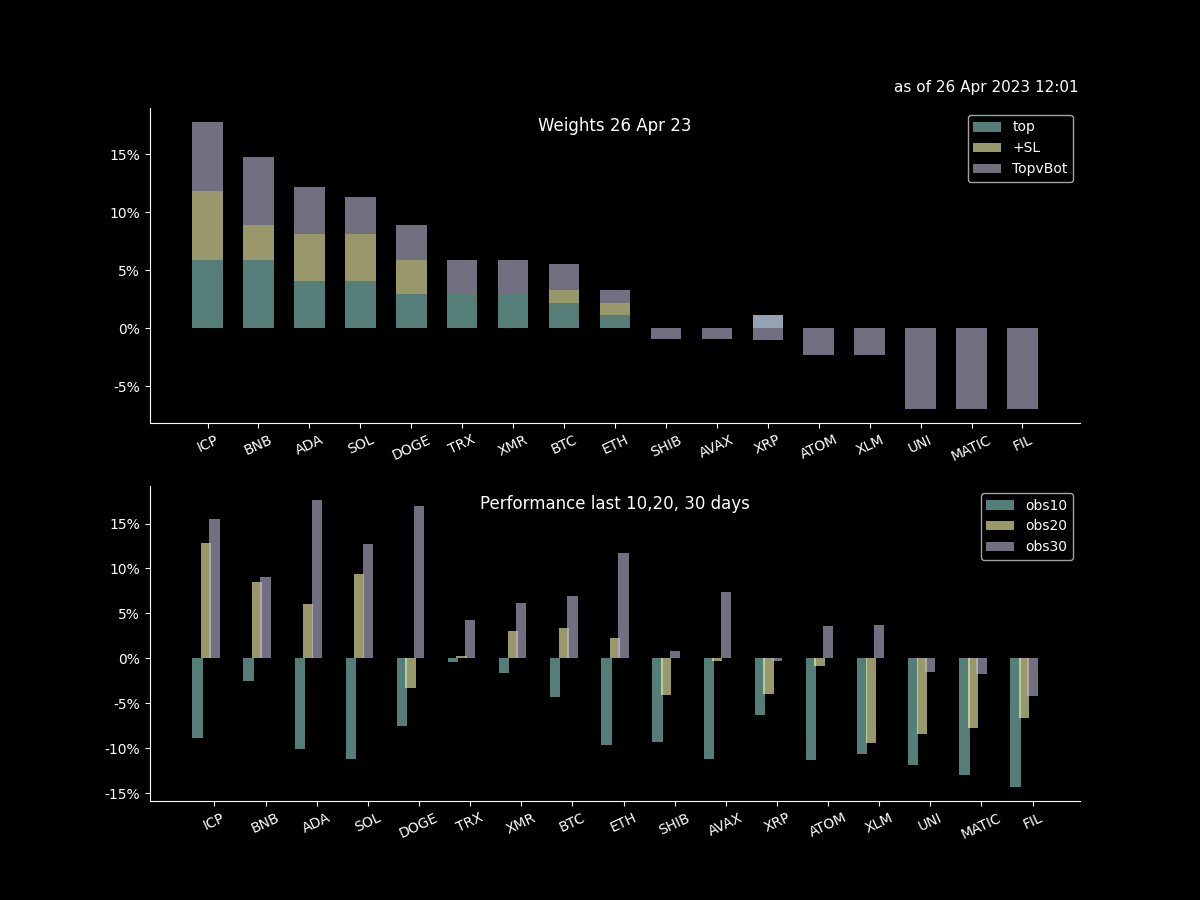 as of 26 Apr 2023 12:01
Weights 26 Apr 23
top
+SL
TopvBot
15%
10%
5%
0%
-5%
ICP BNB ADA SOL DOGE TRX XMR BTC ETH SHIB AVAX XRP ATOM XLM UNI MATIC FIL
Performance last 10,20, 30 days
obs10
obs20
obs30
15%
10%
5%
0%
-5%
-10%
-15%
ICP BNB ADA SOL DOGE TRX XMR BTC ETH SHIB AVAX XRP ATOM XLM UNI MATIC FIL